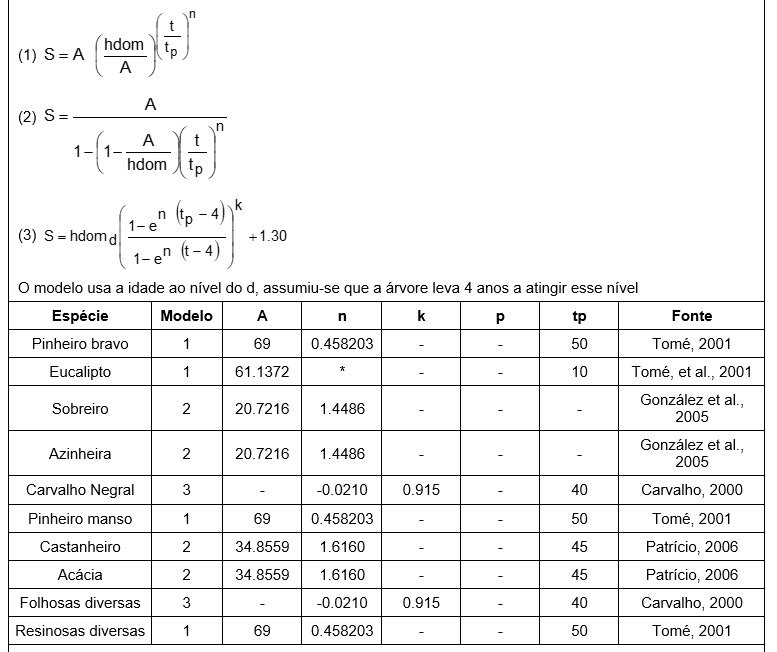 (1) S = A (hdom / A)^(t / tp)^n
(2) S = A / (1 − (1 − A / hdom) (t / tp)^n)
(3) S = hdom d ((1 − e^n (tp − 4)) / (1 − e^n (t − 4)))^k + 1.30
O modelo usa a idade ao nível do d, assumiu-se que a árvore leva 4 anos a atingir esse nível
Espécie Modelo A n k p tp Fonte
Pinheiro bravo 1 69 0.458203 - - 50 Tomé, 2001
Eucalipto 1 61.1372 * - - 10 Tomé, et al., 2001
Sobreiro 2 20.7216 1.4486 - - - González et al., 2005
Azinheira 2 20.7216 1.4486 - - - González et al., 2005
Carvalho Negral 3 - -0.0210 0.915 - 40 Carvalho, 2000
Pinheiro manso 1 69 0.458203 - - 50 Tomé, 2001
Castanheiro 2 34.8559 1.6160 - - 45 Patrício, 2006
Acácia 2 34.8559 1.6160 - - 45 Patrício, 2006
Folhosas diversas 3 - -0.0210 0.915 - 40 Carvalho, 2000
Resinosas diversas 1 69 0.458203 - - 50 Tomé, 2001